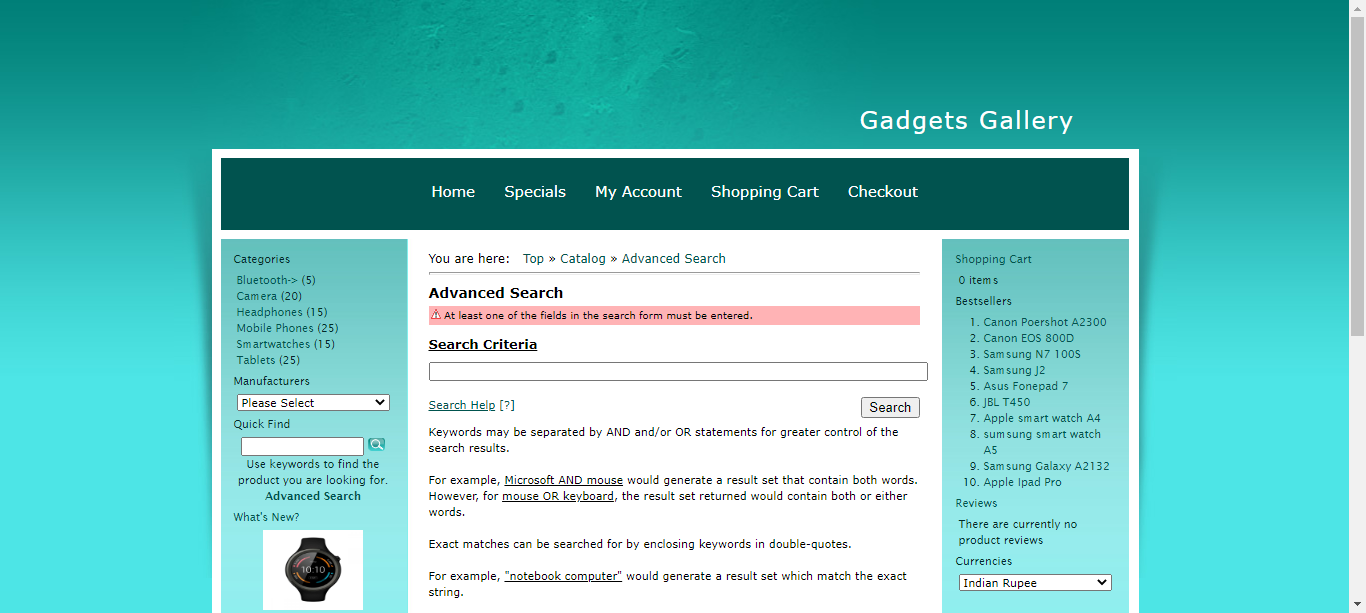 Gadgets Gallery
Home Specials My Account Shopping Cart Checkout
Categories
Bluetooth-> (5)
Camera (20)
Headphones (15)
Mobile Phones (25)
Smartwatches (15)
Tablets (25)
Manufacturers
Please Select
Quick Find
Use keywords to find the
product you are looking for.
Advanced Search
What's New?
10:10
You are here: Top » Catalog » Advanced Search
Advanced Search
At least one of the fields in the search form must be entered.
Search Criteria
Search Help [?]
Search
Keywords may be separated by AND and/or OR statements for greater control of the
search results.
For example, Microsoft AND mouse would generate a result set that contain both words.
However, for mouse OR keyboard, the result set returned would contain both or either
words.
Exact matches can be searched for by enclosing keywords in double-quotes.
For example, "notebook computer" would generate a result set which match the exact
string.
Shopping Cart
0 items
Bestsellers
1. Canon Poershot A2300
2. Canon EOS 800D
3. Samsung N7 100S
4. Samsung J2
5. Asus Fonepad 7
6. JBL T450
7. Apple smart watch A4
8. sumsung smart watch
A5
9. Samsung Galaxy A2132
10. Apple Ipad Pro
Reviews
There are currently no
product reviews
Currencies
Indian Rupee